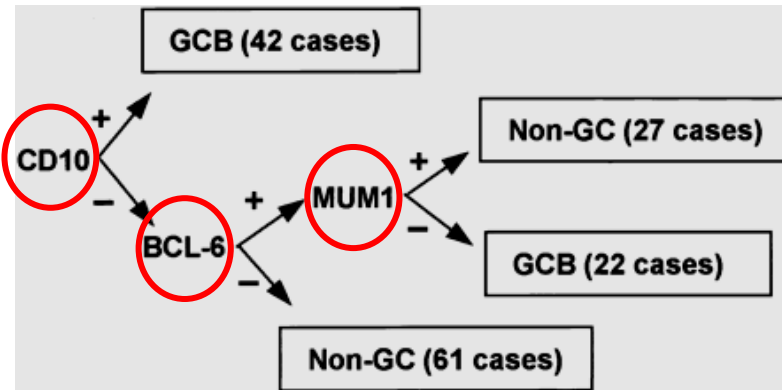 GCB (42 cases)
+
CD10
−
Non-GC (27 cases)
+
MUM1
+
−
BCL-6
GCB (22 cases)
−
Non-GC (61 cases)